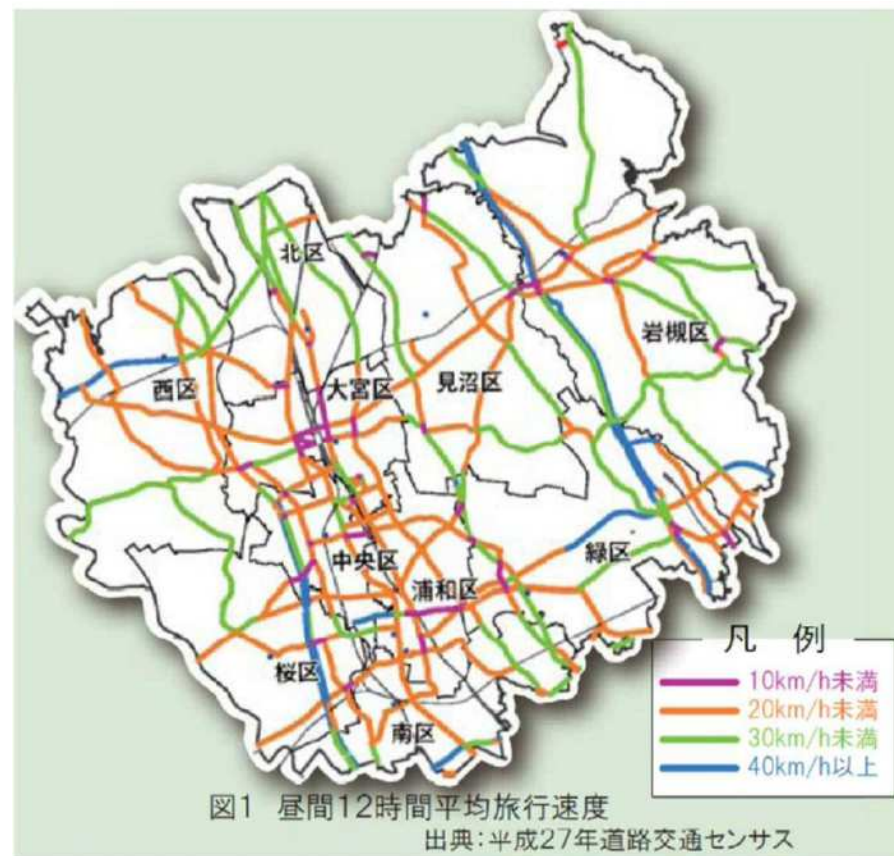 北区
岩槻区
西区
大宮区
見沼区
中央区
緑区
浦和区
桜区
南区
凡 例
10km/h未満
20km/h未満
30km/h未満
40km/h以上
図1 昼間12時間平均旅行速度
出典：平成27年道路交通センサス